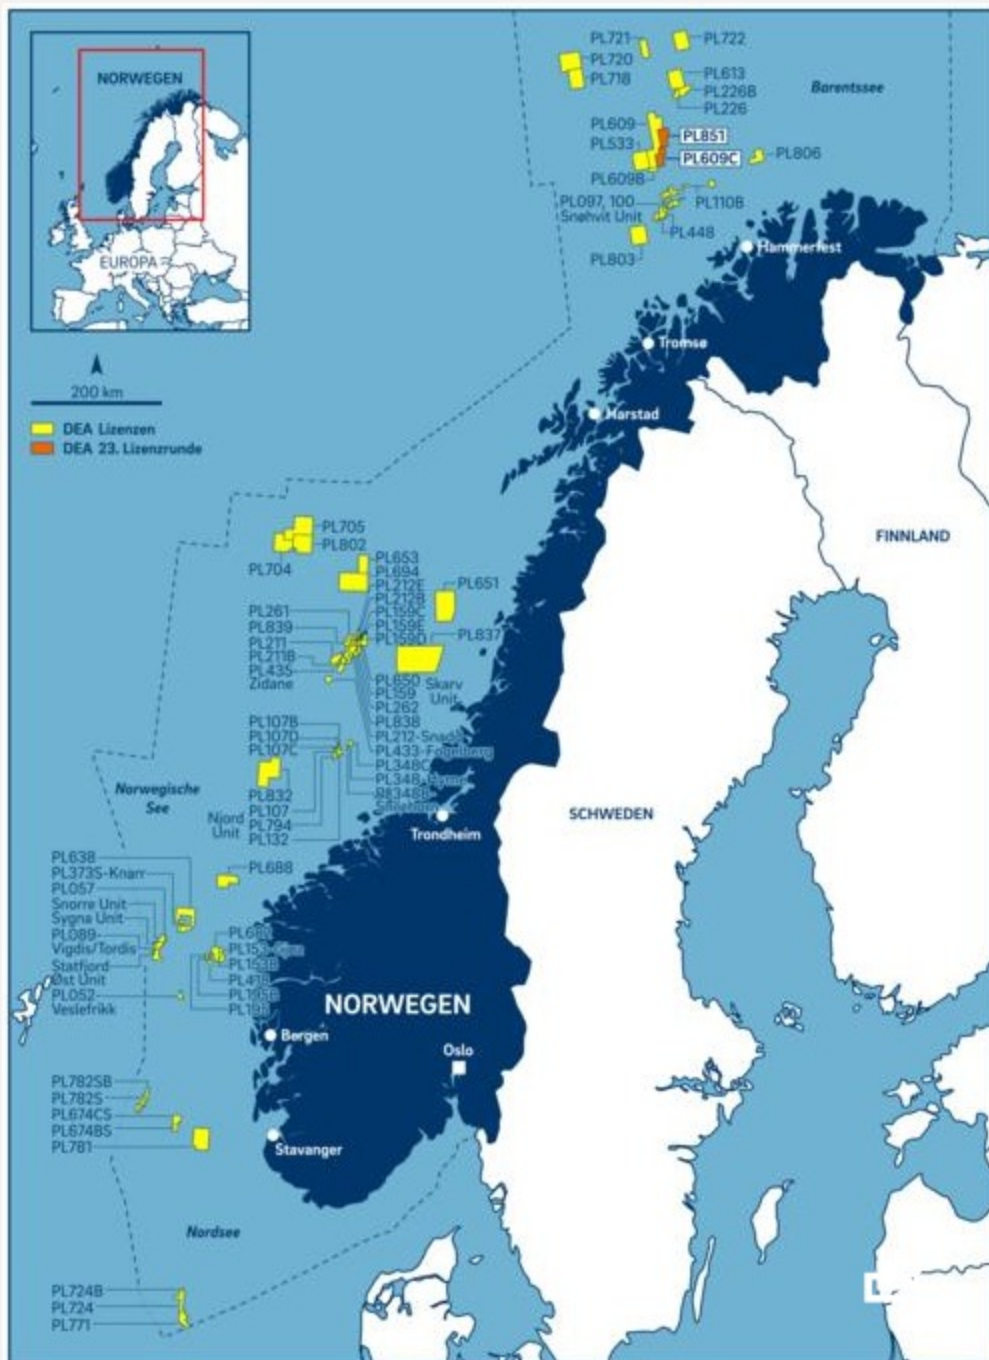 NORWEGEN
EUROPA
200 km
DEA Lizenzen
DEA 23. Lizenzrunde
PL721
PL722
PL720
PL718
PL613
PL226B
PL226
Barentssee
PL609
PL851
PL533
PL609C
PL806
PL609B
PL097, 100
PL110B
Snøhvit Unit
PL448
PL803
Hammerfest
Tromsø
Harstad
FINNLAND
PL705
PL802
PL704
PL653
PL694
PL212E
PL212B
PL159C
PL159E
PL159D
PL651
PL837
PL261
PL839
PL211
PL211B
PL435
Zidane
PL650
PL159
PL262
PL838
PL212-Snadd
PL433-Fogelberg
PL348C
PL348-Hyme
PL348B
Skarv
Unit
PL107B
PL107D
PL107C
PL832
PL107
PL794
PL132
Njord
Unit
Norwegische
See
Trondheim
SCHWEDEN
PL638
PL373S-Knarr
PL057
Snorre Unit
Sygna Unit
PL089
Vigdis/Tordis
Statfjord
Øst Unit
PL052
Veslefrikk
PL688
PL153
PL153B
NORWEGEN
Bergen
Oslo
Stavanger
PL782SB
PL782S
PL674CS
PL674BS
PL781
Nordsee
PL724B
PL724
PL771